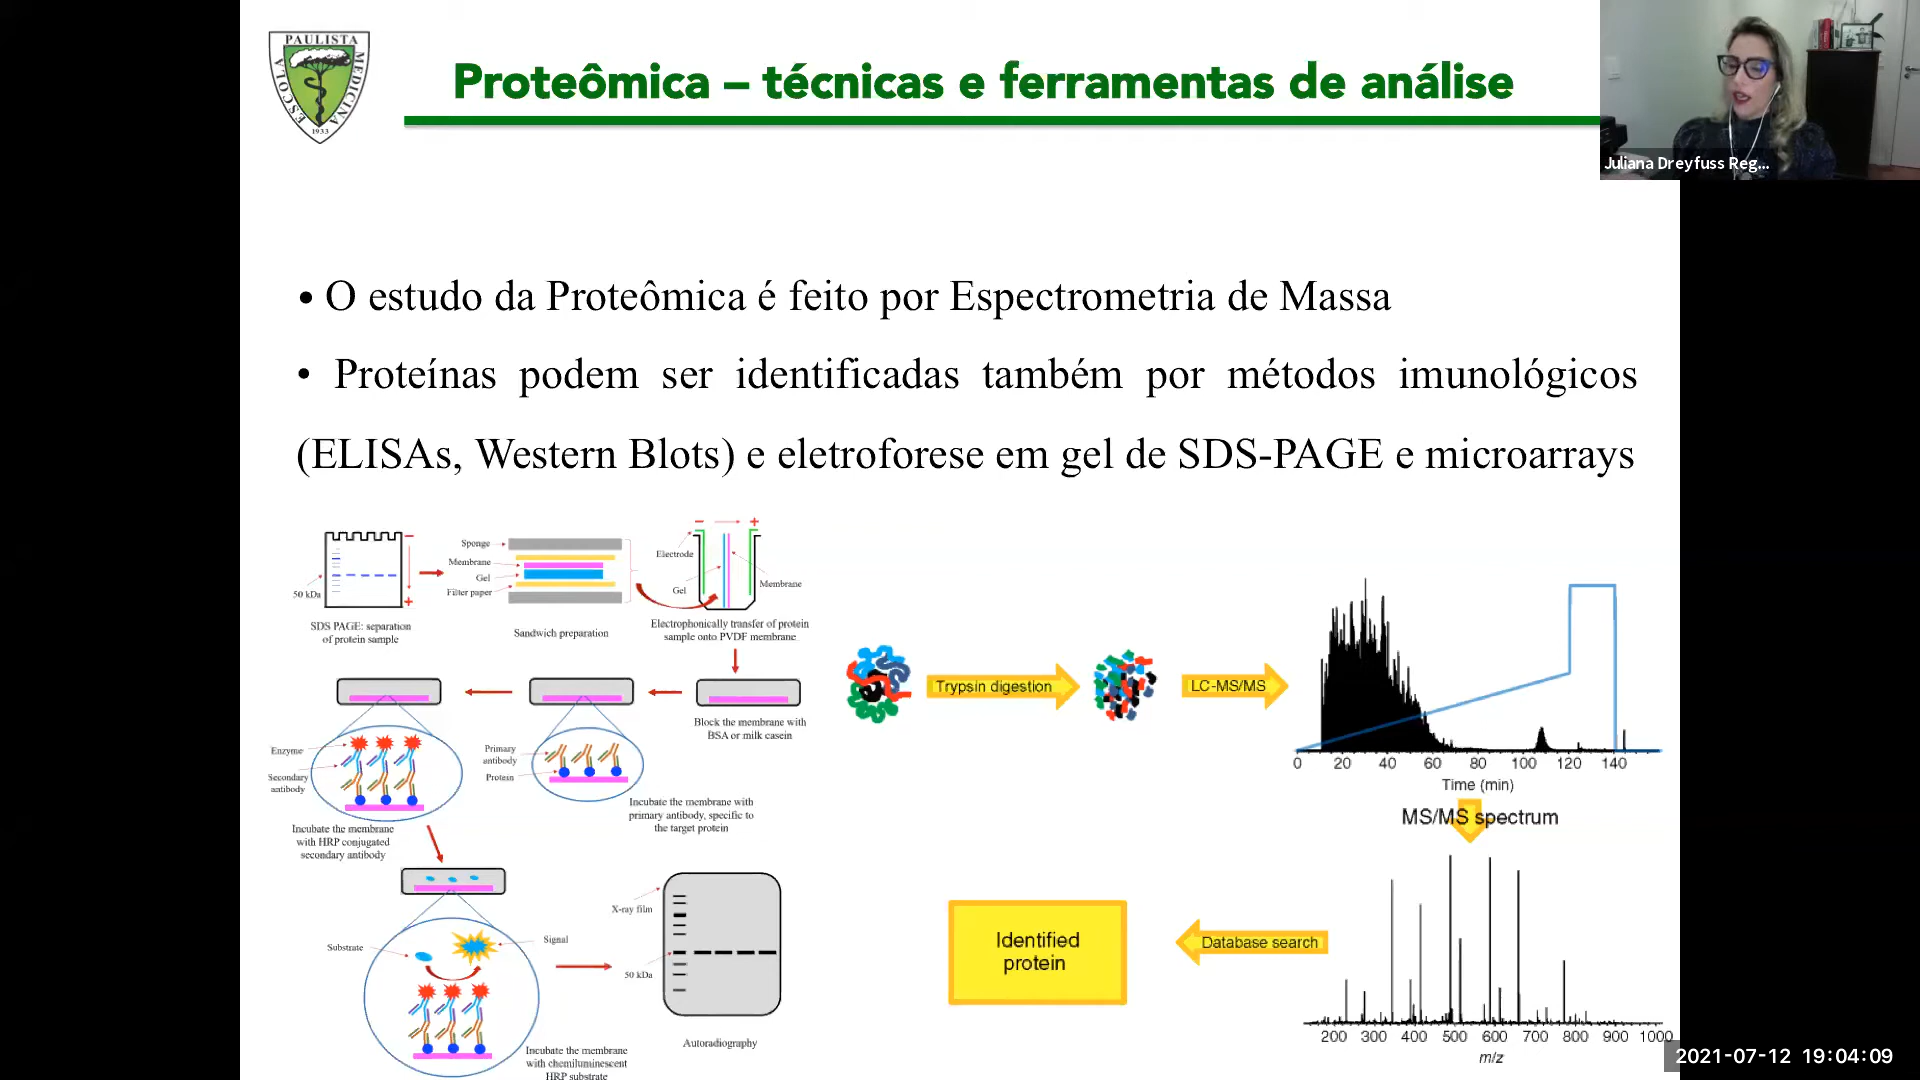 PAULISTA
ESCOLA
MEDICINA
1933
Proteômica – técnicas e ferramentas de análise
Juliana Dreyfuss Reg...
• O estudo da Proteômica é feito por Espectrometria de Massa
• Proteínas podem ser identificadas também por métodos imunológicos
(ELISAs, Western Blots) e eletroforese em gel de SDS-PAGE e microarrays
50 kDa
SDS PAGE: separation
of protein sample
Sponge
Membrane
Gel
Filter paper
Sandwich preparation
Electrode
Gel
Membrane
Electrophonically transfer of protein
sample onto PVDF membrane
Block the membrane with
BSA or milk casein
Primary
antibody
Protein
Incubate the membrane with
primary antibody, specific to
the target protein
Enzyme
Secondary
antibody
Incubate the membrane
with HRP conjugated
secondary antibody
Substrate
Signal
Incubate the membrane
with chemiluminescent
HRP substrate
X-ray film
50 kDa
Autoradiography
Trypsin digestion
LC-MS/MS
0 20 40 60 80 100 120 140
Time (min)
MS/MS spectrum
200 300 400 500 600 700 800 900 1000
m/z
Database search
Identified
protein
2021-07-12 19:04:09